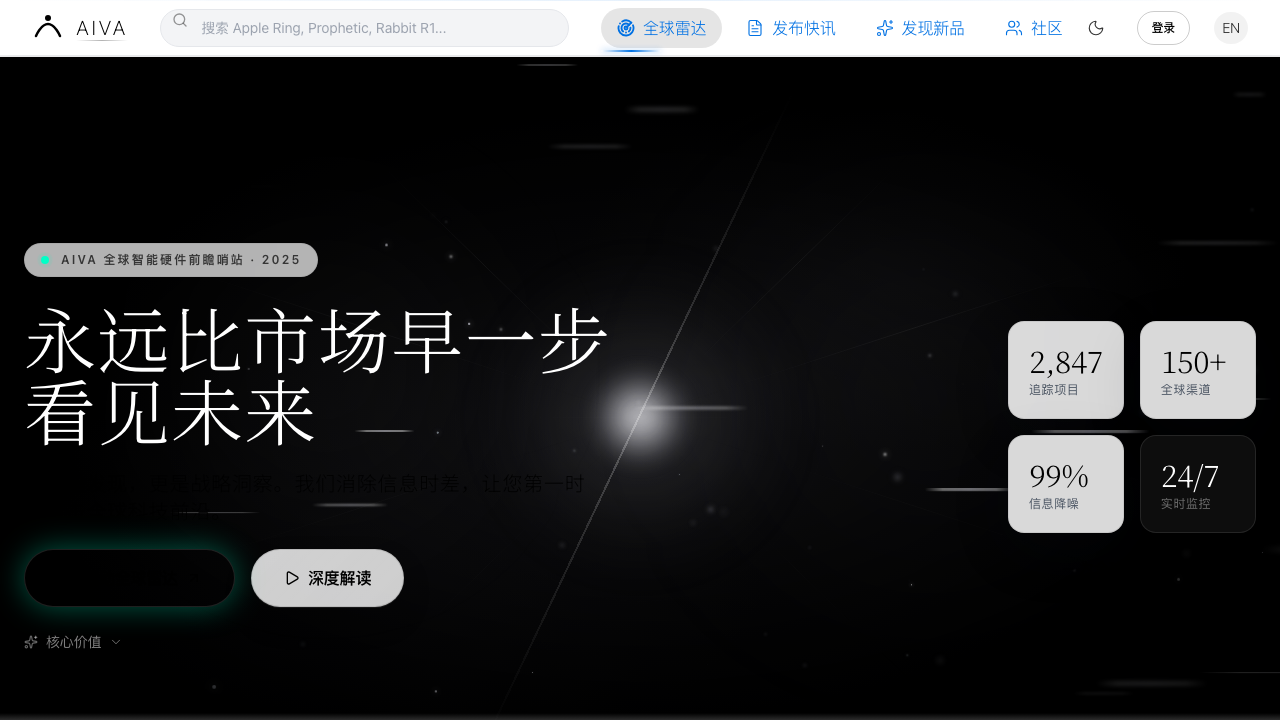 AIVA
搜索 Apple Ring, Prophetic, Rabbit R1...
全球雷达
发布快讯
发现新品
社区
登录
EN
AIVA 全球智能硬件前瞻哨站 · 2025
永远比市场早一步
看见未来
我们消除信息时差，让您第一时
2,847
追踪项目
150+
全球渠道
99%
信息降噪
24/7
实时监控
深度解读
核心价值